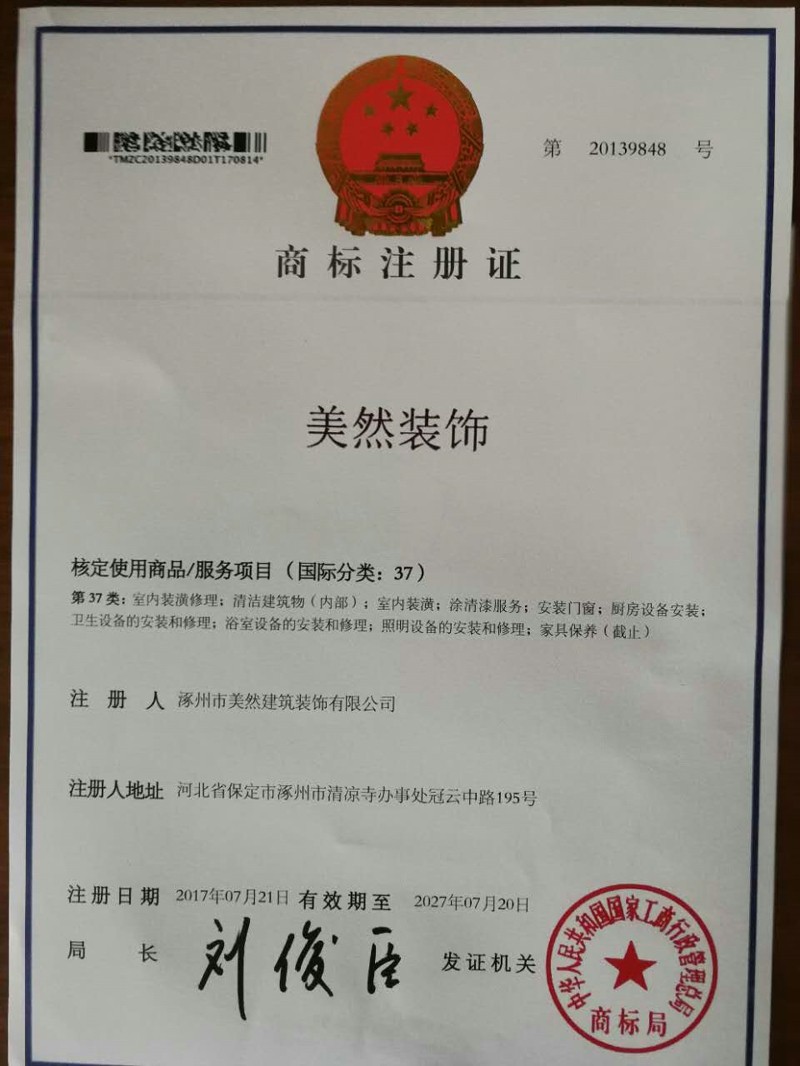 *TM2C20139848D01T170814*
第 20139848 号
商标注册证
美然装饰
核定使用商品/服务项目（国际分类：37）
第 37 类：室内装潢修理；清洁建筑物（内部）；室内装潢；涂清漆服务；安装门窗；厨房设备安装；
卫生设备的安装和修理；浴室设备的安装和修理；照明设备的安装和修理；家具保养（截止）
注 册 人 涿州市美然建筑装饰有限公司
注册人地址 河北省保定市涿州市清凉寺办事处冠云中路195号
注册日期 2017年07月21日 有效期至 2027年07月20日
局 长 刘俊臣 发证机关
中华人民共和国国家工商行政管理总局
商标局